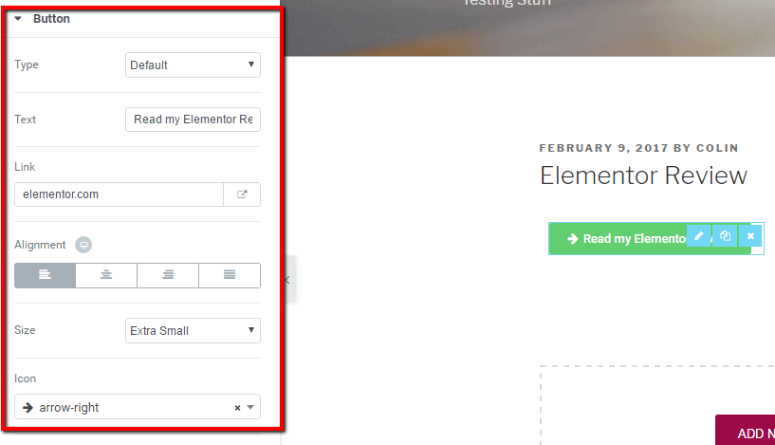 Button
Type
Default
Text
Read my Elementor Re
Link
elementor.com
Alignment
Size
Extra Small
Icon
arrow-right
Testing Stuff
FEBRUARY 9, 2017 BY COLIN
Elementor Review
Read my Elemento
ADD N